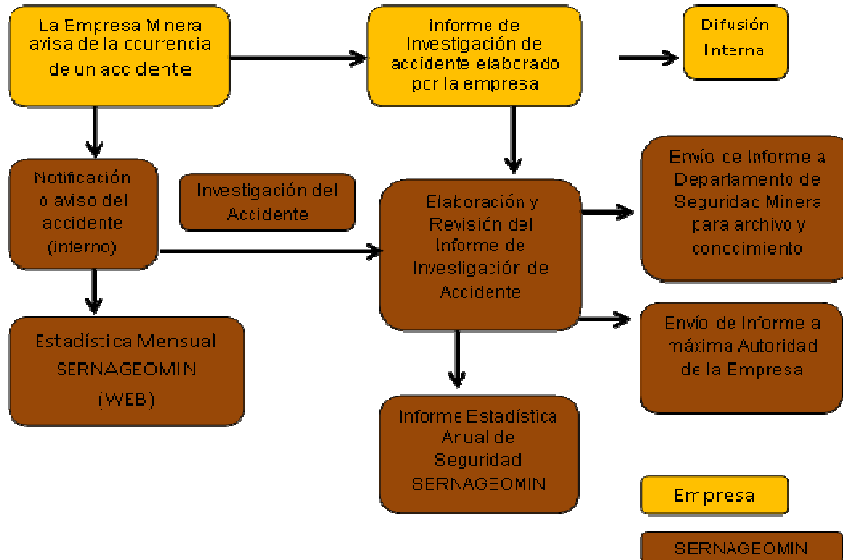 La Empresa Minera
avisa de la ocurrencia
de un accidente
Informe de
Investigación de
accidente elaborado
por la empresa
Difusión
Interna
Notificación
o aviso del
accidente
(interno)
Investigación del
Accidente
Elaboración y
Revisión del
Informe de
Investigación de
Accidente
Envío de Informe a
Departamento de
Seguridad Minera
para archivo y
conocimiento
Estadística Mensual
SERNAGEOMIN
(WEB)
Envío de Informe a
máxima Autoridad
de la Empresa
Informe Estadística
Anual de
Seguridad
SERNAGEOMIN
Empresa
SERNAGEOMIN